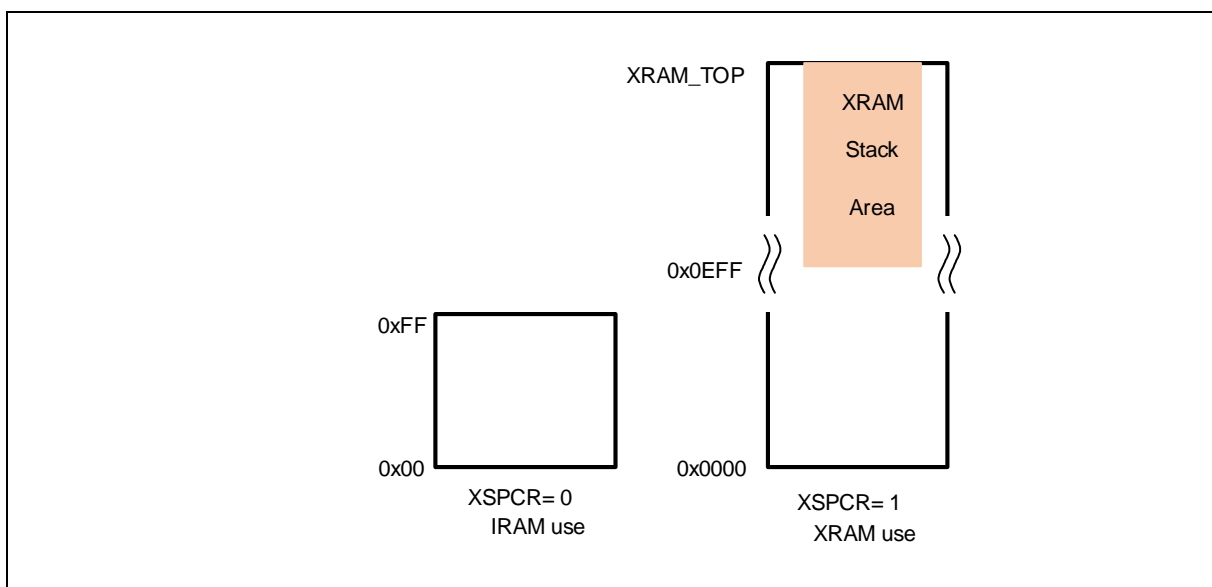 XRAM_TOP
XRAM
Stack
Area
0x0EFF
0xFF
0x00
0x0000
XSPCR= 0
IRAM use
XSPCR= 1
XRAM use